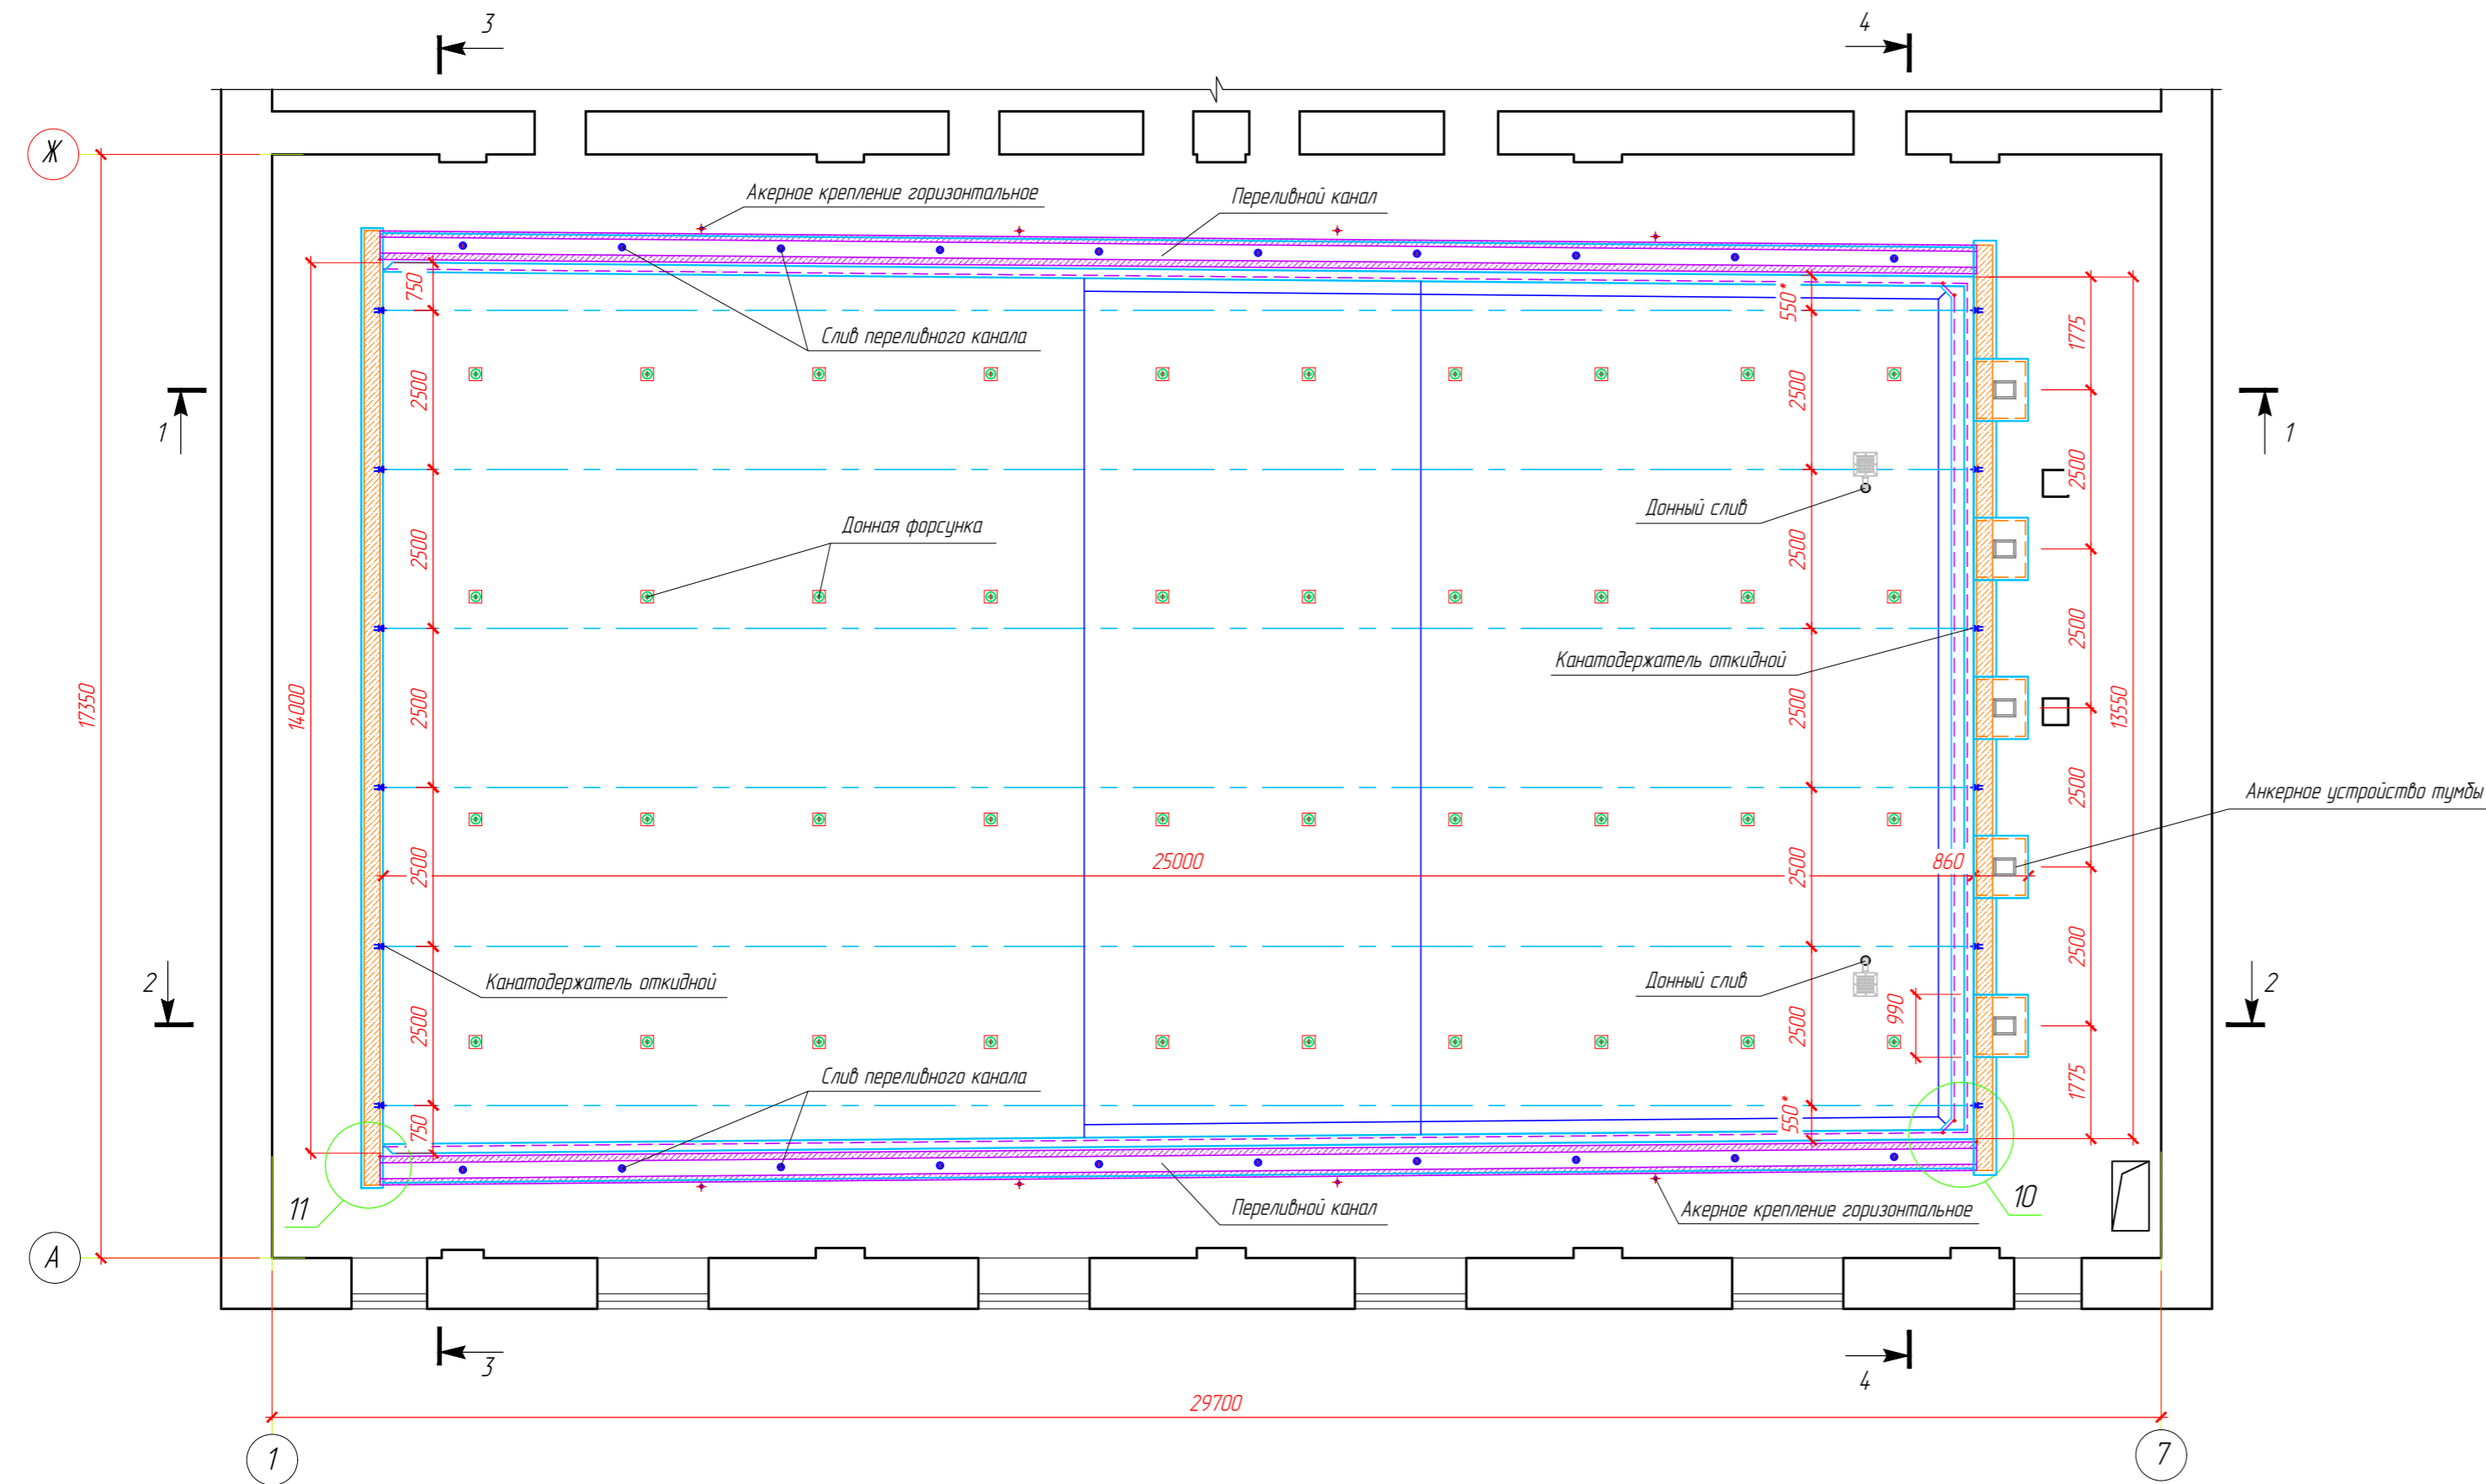 3
4
Ж
Акерное крепление горизонтальное
Переливной канал
750
550*
Слив переливного канала
1775
2500
2500
1
1
2500
Донный слив
Донная форсунка
2500
2500
Канатодержатель откидной
2500
17350
14000
2500
2500
13550
2500
Анкерное устройство тумбы
25000
860
2500
2500
2500
Канатодержатель откидной
Донный слив
2
2
990
2500
2500
Слив переливного канала
1775
750
550*
11
Переливной канал
Акерное крепление горизонтальное
10
А
3
4
29700
1
7